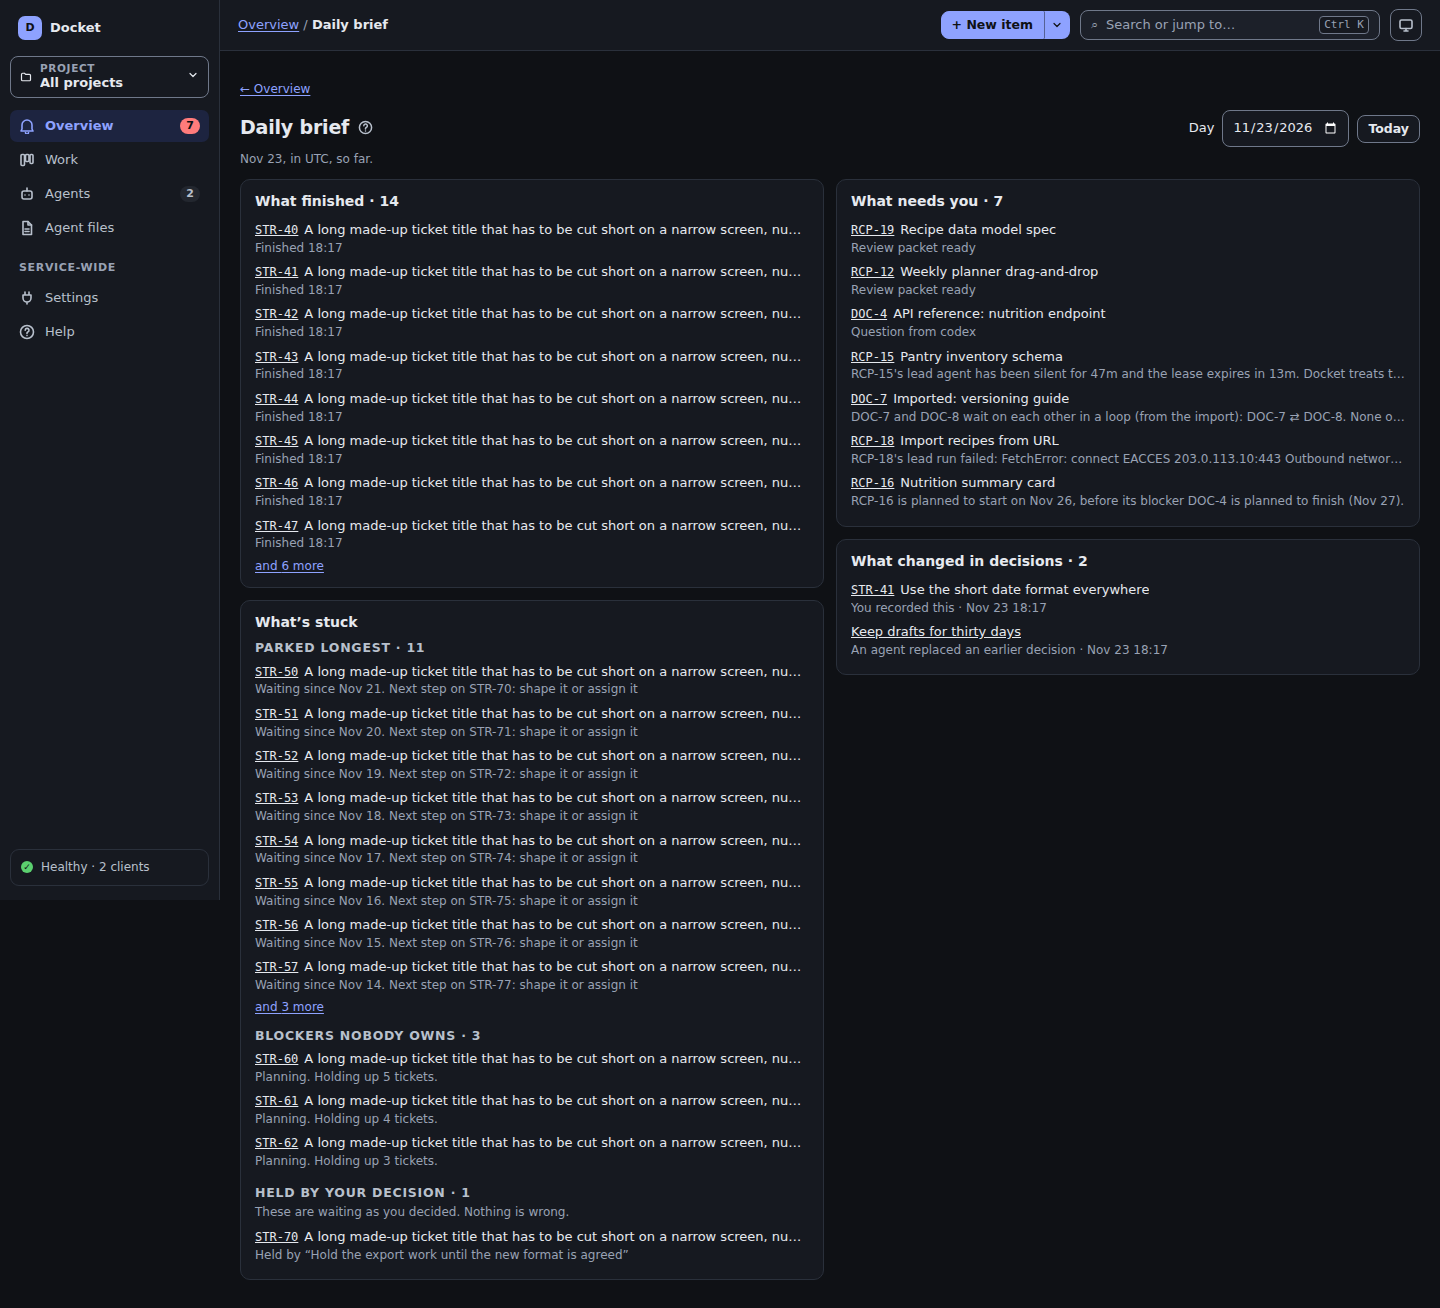 D Docket
PROJECT
All projects
Overview 7
Work
Agents 2
Agent files
SERVICE-WIDE
Settings
Help
Healthy · 2 clients
Overview / Daily brief
+ New item
Search or jump to…
Ctrl K
← Overview
Daily brief
Day 11/23/2026 Today
Nov 23, in UTC, so far.
What finished · 14
STR-40 A long made-up ticket title that has to be cut short on a narrow screen, nu…
Finished 18:17
STR-41 A long made-up ticket title that has to be cut short on a narrow screen, nu…
Finished 18:17
STR-42 A long made-up ticket title that has to be cut short on a narrow screen, nu…
Finished 18:17
STR-43 A long made-up ticket title that has to be cut short on a narrow screen, nu…
Finished 18:17
STR-44 A long made-up ticket title that has to be cut short on a narrow screen, nu…
Finished 18:17
STR-45 A long made-up ticket title that has to be cut short on a narrow screen, nu…
Finished 18:17
STR-46 A long made-up ticket title that has to be cut short on a narrow screen, nu…
Finished 18:17
STR-47 A long made-up ticket title that has to be cut short on a narrow screen, nu…
Finished 18:17
and 6 more
What’s stuck
PARKED LONGEST · 11
STR-50 A long made-up ticket title that has to be cut short on a narrow screen, nu…
Waiting since Nov 21. Next step on STR-70: shape it or assign it
STR-51 A long made-up ticket title that has to be cut short on a narrow screen, nu…
Waiting since Nov 20. Next step on STR-71: shape it or assign it
STR-52 A long made-up ticket title that has to be cut short on a narrow screen, nu…
Waiting since Nov 19. Next step on STR-72: shape it or assign it
STR-53 A long made-up ticket title that has to be cut short on a narrow screen, nu…
Waiting since Nov 18. Next step on STR-73: shape it or assign it
STR-54 A long made-up ticket title that has to be cut short on a narrow screen, nu…
Waiting since Nov 17. Next step on STR-74: shape it or assign it
STR-55 A long made-up ticket title that has to be cut short on a narrow screen, nu…
Waiting since Nov 16. Next step on STR-75: shape it or assign it
STR-56 A long made-up ticket title that has to be cut short on a narrow screen, nu…
Waiting since Nov 15. Next step on STR-76: shape it or assign it
STR-57 A long made-up ticket title that has to be cut short on a narrow screen, nu…
Waiting since Nov 14. Next step on STR-77: shape it or assign it
and 3 more
BLOCKERS NOBODY OWNS · 3
STR-60 A long made-up ticket title that has to be cut short on a narrow screen, nu…
Planning. Holding up 5 tickets.
STR-61 A long made-up ticket title that has to be cut short on a narrow screen, nu…
Planning. Holding up 4 tickets.
STR-62 A long made-up ticket title that has to be cut short on a narrow screen, nu…
Planning. Holding up 3 tickets.
HELD BY YOUR DECISION · 1
These are waiting as you decided. Nothing is wrong.
STR-70 A long made-up ticket title that has to be cut short on a narrow screen, nu…
Held by “Hold the export work until the new format is agreed”
What needs you · 7
RCP-19 Recipe data model spec
Review packet ready
RCP-12 Weekly planner drag-and-drop
Review packet ready
DOC-4 API reference: nutrition endpoint
Question from codex
RCP-15 Pantry inventory schema
RCP-15's lead agent has been silent for 47m and the lease expires in 13m. Docket treats t…
DOC-7 Imported: versioning guide
DOC-7 and DOC-8 wait on each other in a loop (from the import): DOC-7 ⇄ DOC-8. None o…
RCP-18 Import recipes from URL
RCP-18's lead run failed: FetchError: connect EACCES 203.0.113.10:443 Outbound networ…
RCP-16 Nutrition summary card
RCP-16 is planned to start on Nov 26, before its blocker DOC-4 is planned to finish (Nov 27).
What changed in decisions · 2
STR-41 Use the short date format everywhere
You recorded this · Nov 23 18:17
Keep drafts for thirty days
An agent replaced an earlier decision · Nov 23 18:17